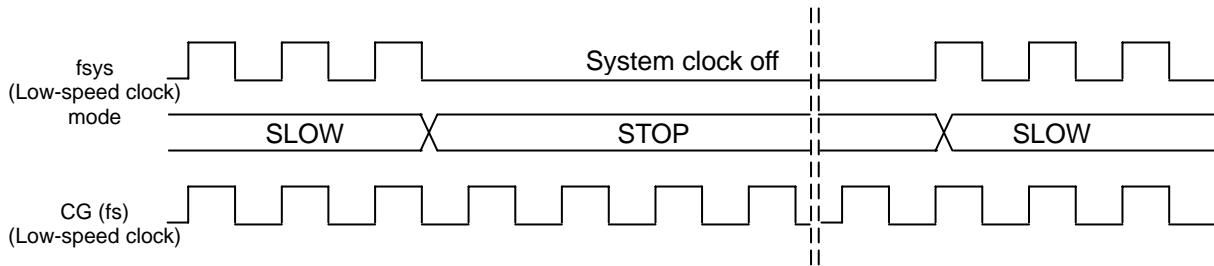 System clock off
fsys
(Low-speed clock)
mode
SLOW
STOP
SLOW
CG (fs)
(Low-speed clock)